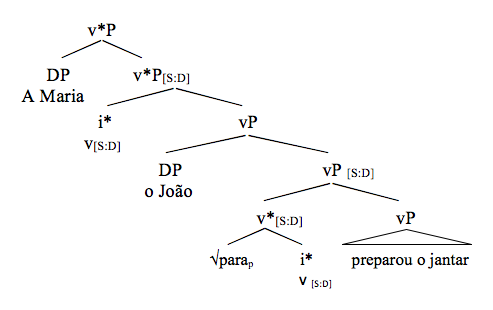 v*P
DP v*P[S:D]
A Maria
i* vP
v[S:D]
DP vP [S:D]
o João
v*[S:D] vP
√parap i* preparou o jantar
v [S:D]